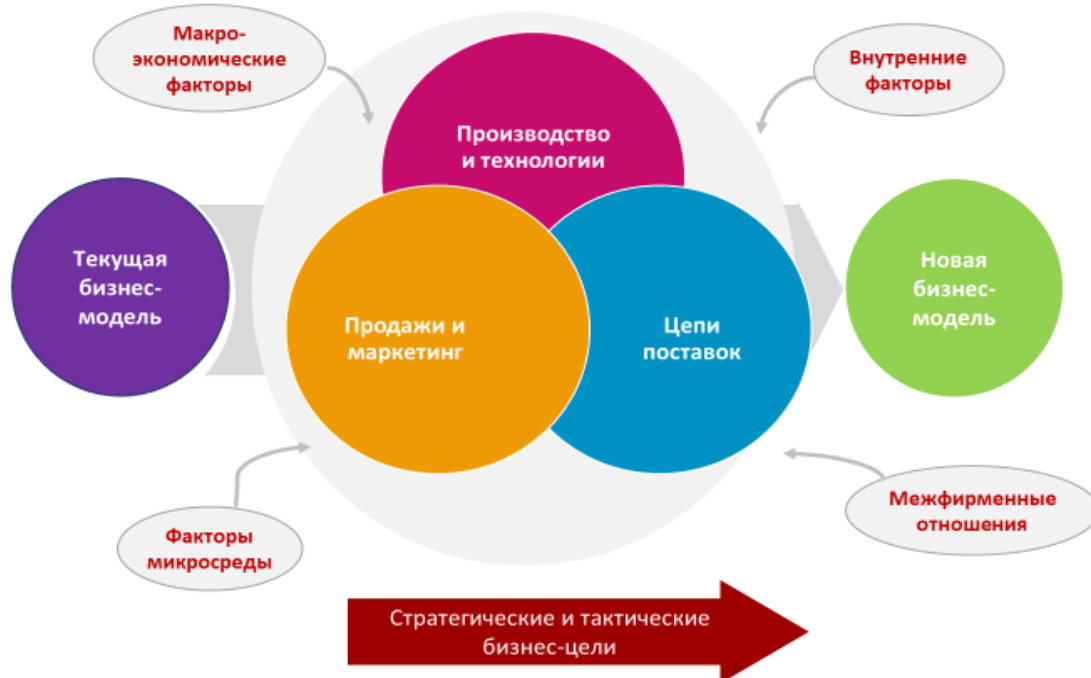 Макро-
экономические
факторы
Внутренние
факторы
Производство
и технологии
Текущая
бизнес-
модель
Продажи и
маркетинг
Цепи
поставок
Новая
бизнес-
модель
Факторы
микросреды
Межфирменные
отношения
Стратегические и тактические
бизнес-цели